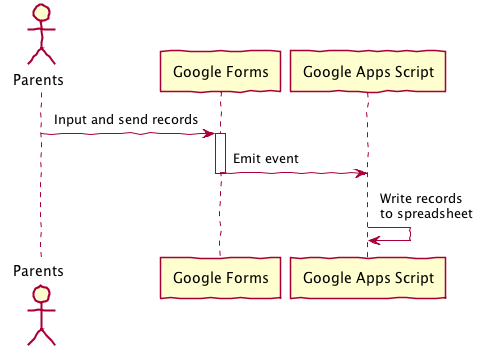 Parents
Google Forms
Google Apps Script
Input and send records
Emit event
Write records
to spreadsheet
Parents
Google Forms
Google Apps Script